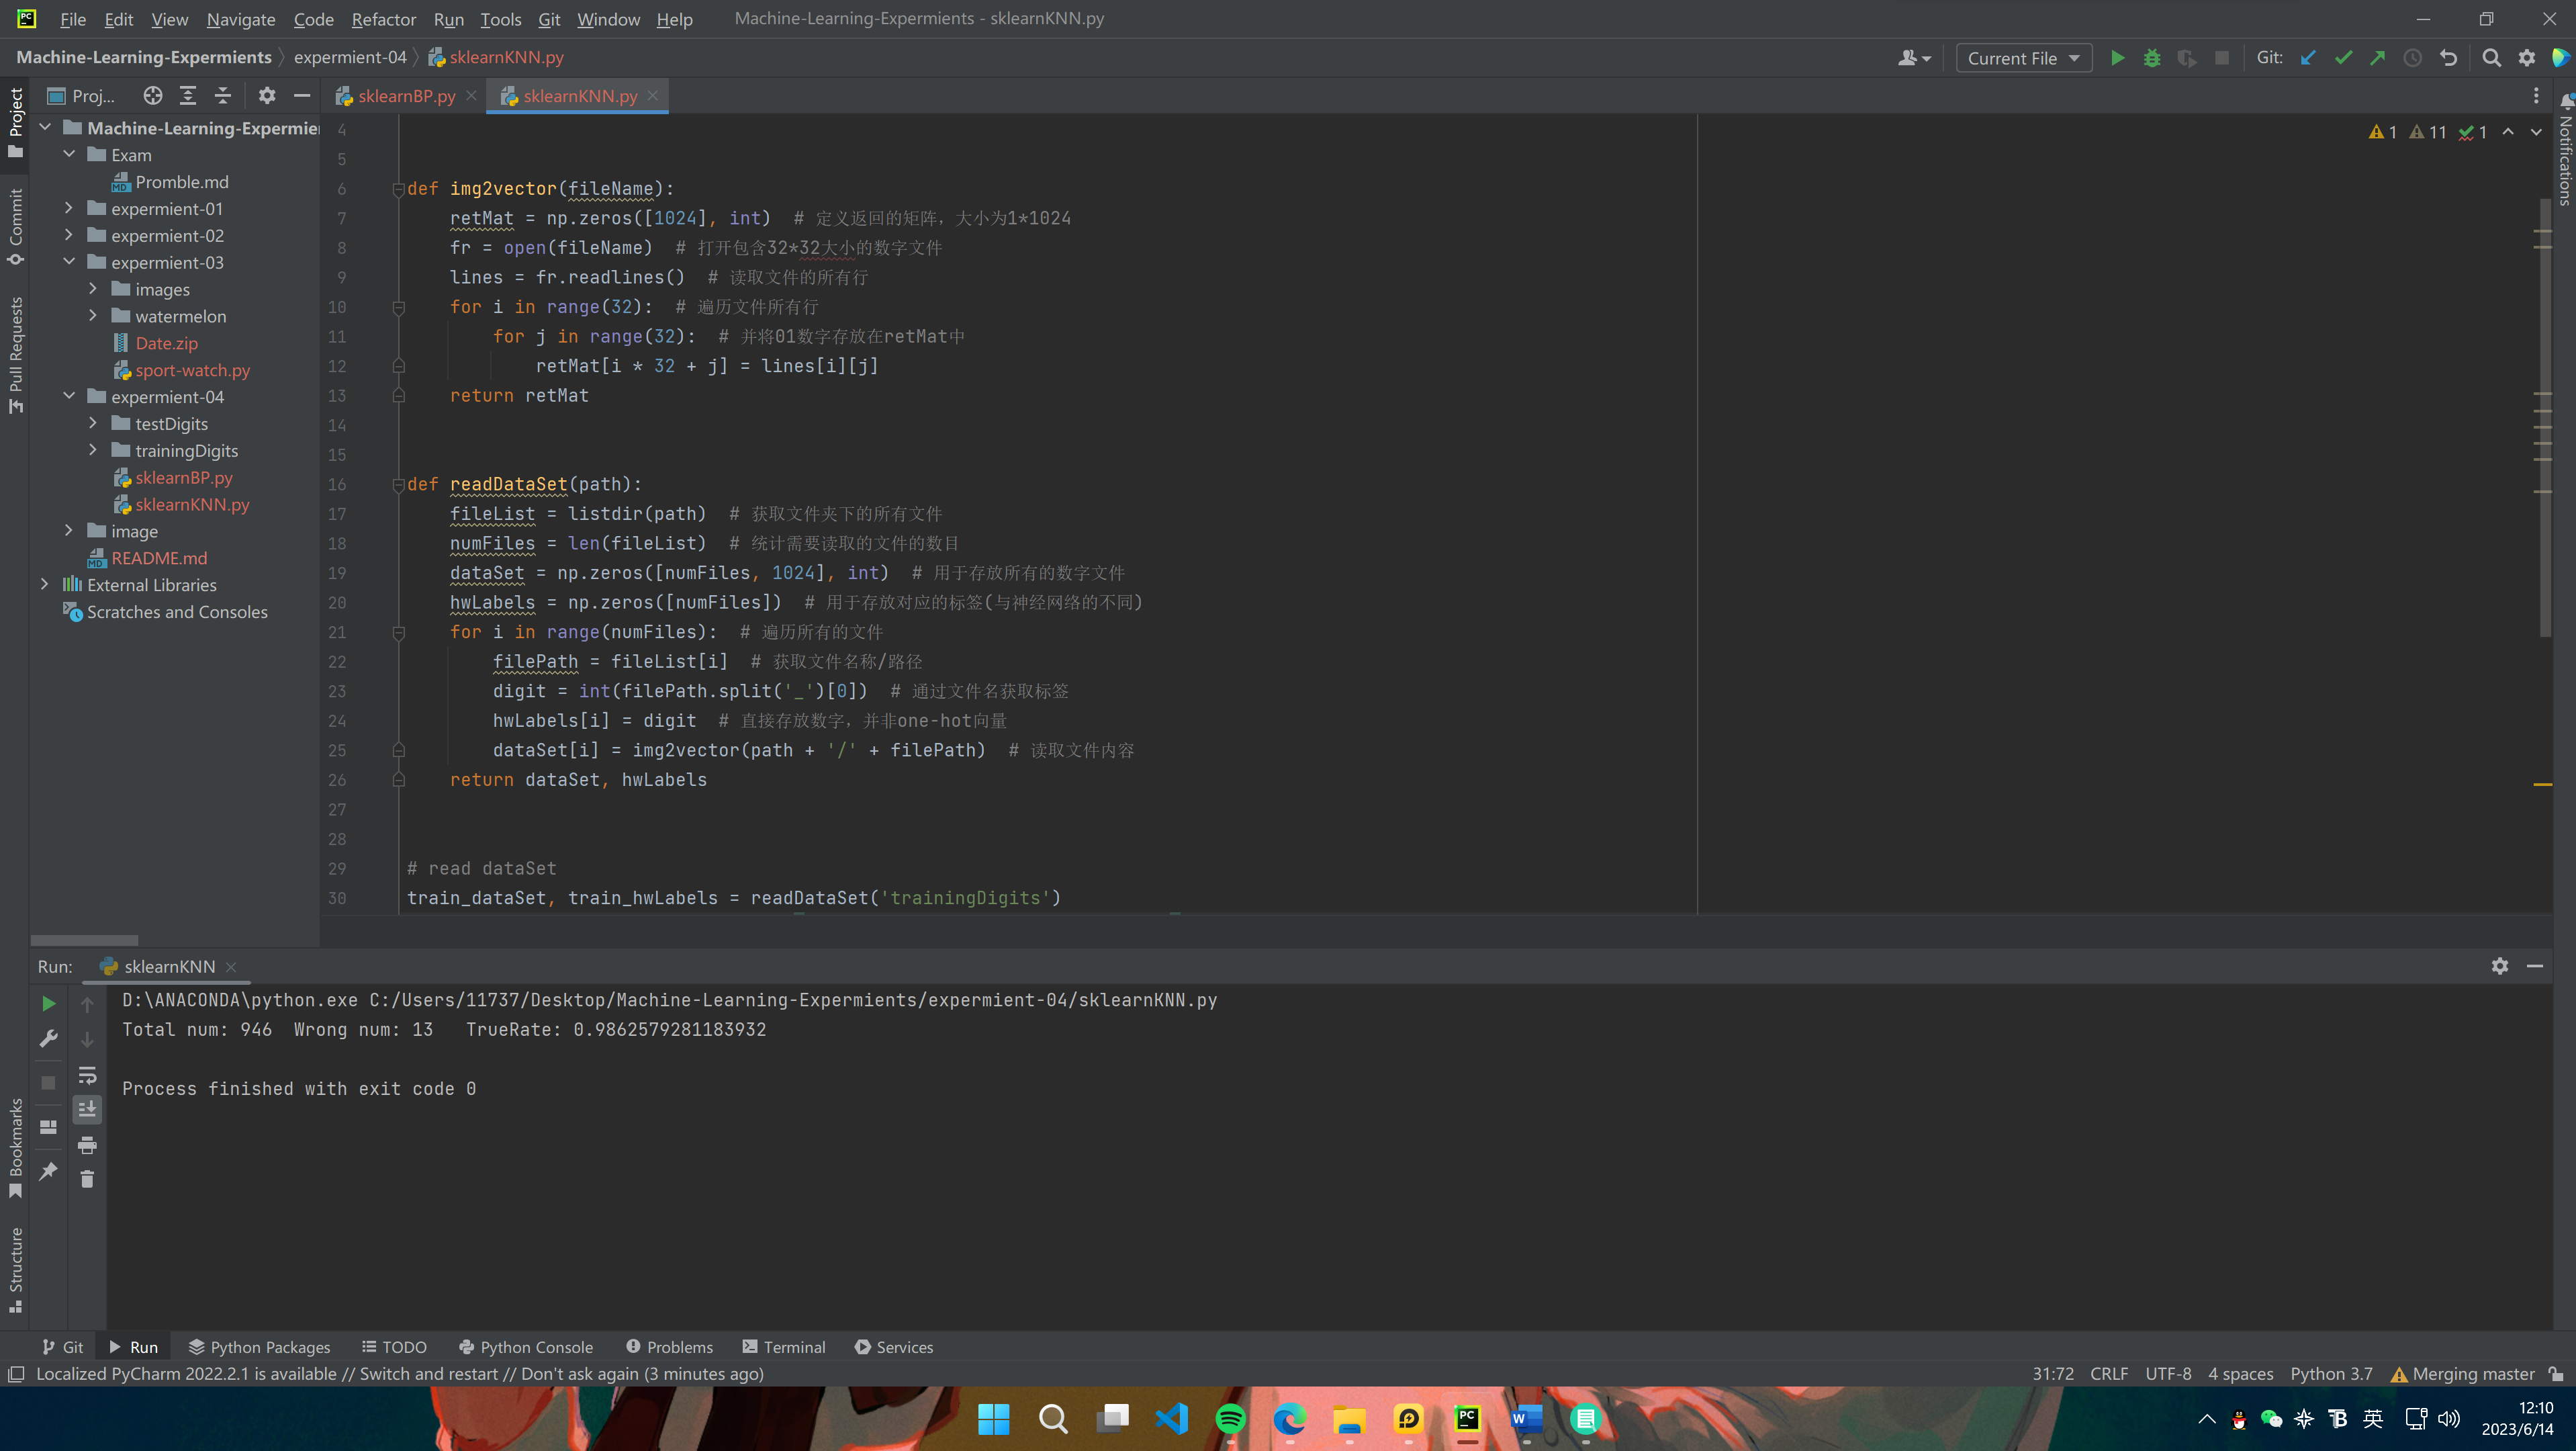 PC File Edit View Navigate Code Refactor Run Tools Git Window Help Machine-Learning-Expermients - sklearnKNN.py
Machine-Learning-Expermients expermient-04 sklearnKNN.py Current File Git:
Project
Commit
Pull Requests
Bookmarks
Structure
Notifications
Proj...
Machine-Learning-Expermie
Exam
MD Promble.md
expermient-01
expermient-02
expermient-03
images
watermelon
Date.zip
sport-watch.py
expermient-04
testDigits
trainingDigits
sklearnBP.py
sklearnKNN.py
image
MD README.md
External Libraries
Scratches and Consoles
sklearnBP.py sklearnKNN.py
1 11 1
4
5
6 def img2vector(fileName):
7 retMat = np.zeros([1024], int) # 定义返回的矩阵，大小为1*1024
8 fr = open(fileName) # 打开包含32*32大小的数字文件
9 lines = fr.readlines() # 读取文件的所有行
10 for i in range(32): # 遍历文件所有行
11 for j in range(32): # 并将01数字存放在retMat中
12 retMat[i * 32 + j] = lines[i][j]
13 return retMat
14
15
16 def readDataSet(path):
17 fileList = listdir(path) # 获取文件夹下的所有文件
18 numFiles = len(fileList) # 统计需要读取的文件的数目
19 dataSet = np.zeros([numFiles, 1024], int) # 用于存放所有的数字文件
20 hwLabels = np.zeros([numFiles]) # 用于存放对应的标签(与神经网络的不同)
21 for i in range(numFiles): # 遍历所有的文件
22 filePath = fileList[i] # 获取文件名称/路径
23 digit = int(filePath.split('_')[0]) # 通过文件名获取标签
24 hwLabels[i] = digit # 直接存放数字，并非one-hot向量
25 dataSet[i] = img2vector(path + '/' + filePath) # 读取文件内容
26 return dataSet, hwLabels
27
28
29 # read dataSet
30 train_dataSet, train_hwLabels = readDataSet('trainingDigits')
Run: sklearnKNN
D:\ANACONDA\python.exe C:/Users/11737/Desktop/Machine-Learning-Expermients/expermient-04/sklearnKNN.py
Total num: 946 Wrong num: 13 TrueRate: 0.9862579281183932
Process finished with exit code 0
Git Run Python Packages TODO Python Console Problems Terminal Services
Localized PyCharm 2022.2.1 is available // Switch and restart // Don't ask again (3 minutes ago) 31:72 CRLF UTF-8 4 spaces Python 3.7 Merging master
PC W 英 12:10
2023/6/14